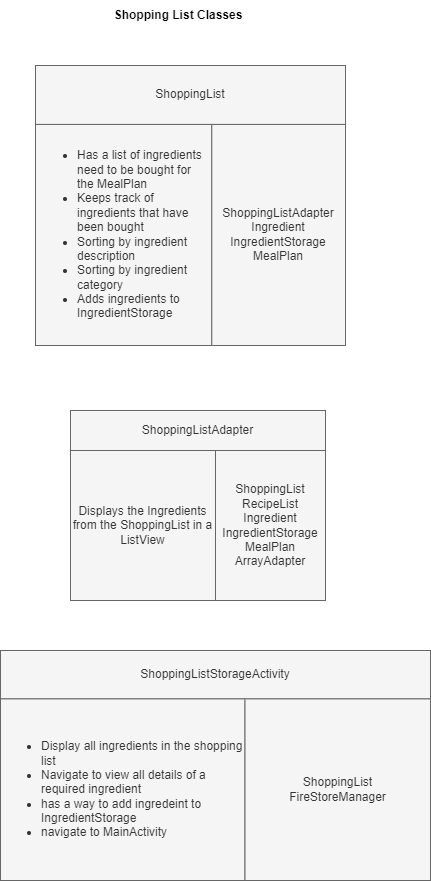 Shopping List Classes
ShoppingList
• Has a list of ingredients
need to be bought for
the MealPlan
• Keeps track of
ingredients that have
been bought
• Sorting by ingredient
description
• Sorting by ingredient
category
• Adds ingredients to
IngredientStorage
ShoppingListAdapter
Ingredient
IngredientStorage
MealPlan
ShoppingListAdapter
Displays the Ingredients
from the ShoppingList in a
ListView
ShoppingList
RecipeList
Ingredient
IngredientStorage
MealPlan
ArrayAdapter
ShoppingListStorageActivity
• Display all ingredients in the shopping
list
• Navigate to view all details of a
required ingredient
• has a way to add ingredeint to
IngredientStorage
• navigate to MainActivity
ShoppingList
FireStoreManager